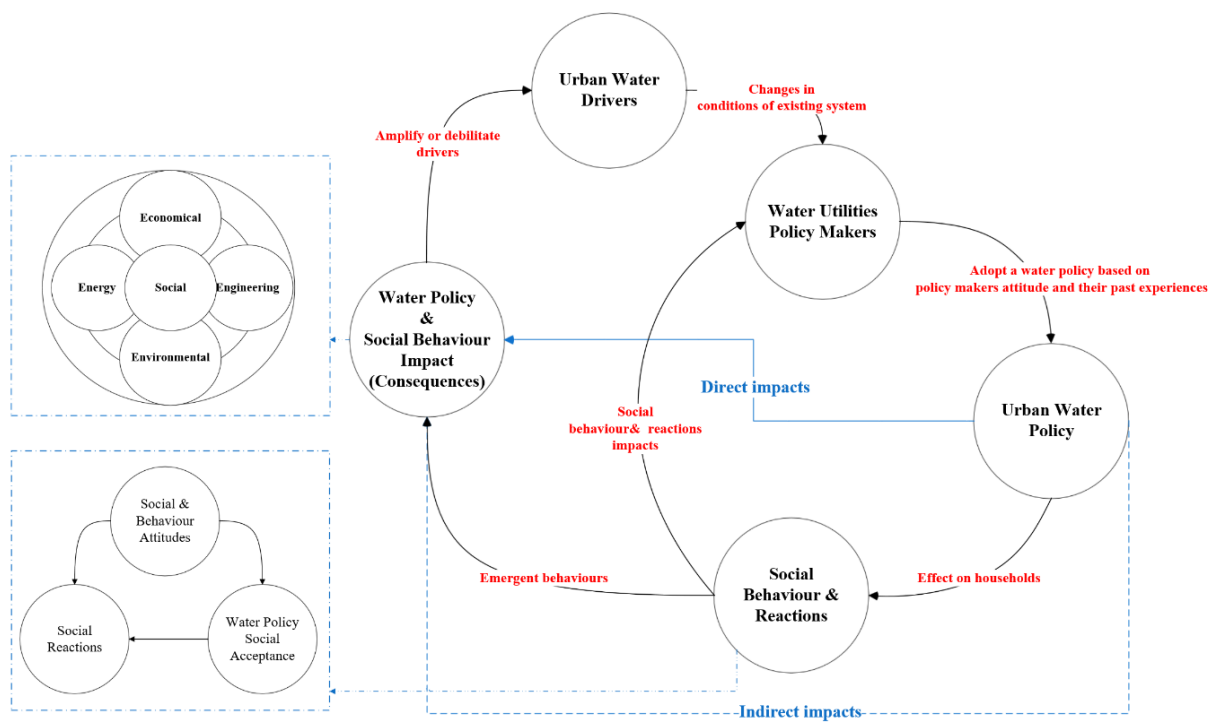 Urban Water
Drivers
Changes in
conditions of existing system
Amplify or debilitate
drivers
Water Utilities
Policy Makers
Adopt a water policy based on
policy makers attitude and their past experiences
Economical
Energy
Social
Engineering
Environmental
Water Policy
&
Social Behaviour
Impact
(Consequences)
Direct impacts
Urban Water
Policy
Social
behaviour&  reactions
impacts
Social &
Behaviour
Attitudes
Social
Reactions
Water Policy
Social
Acceptance
Emergent behaviours
Social
Behaviour &
Reactions
Effect on households
Indirect impacts